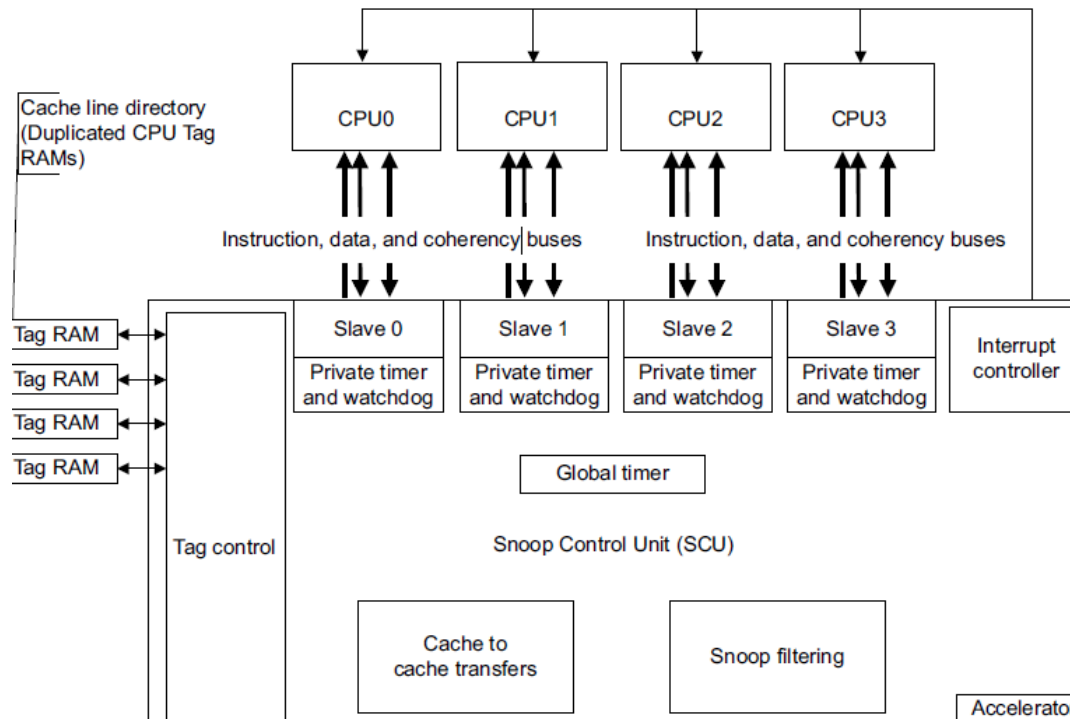 Cache line directory
(Duplicated CPU Tag
RAMs)
CPU0
CPU1
CPU2
CPU3
Instruction, data, and coherency buses
Instruction, data, and coherency buses
Tag RAM
Tag RAM
Tag RAM
Tag RAM
Tag control
Slave 0
Slave 1
Slave 2
Slave 3
Private timer
and watchdog
Private timer
and watchdog
Private timer
and watchdog
Private timer
and watchdog
Interrupt
controller
Global timer
Snoop Control Unit (SCU)
Cache to
cache transfers
Snoop filtering
Accelerato